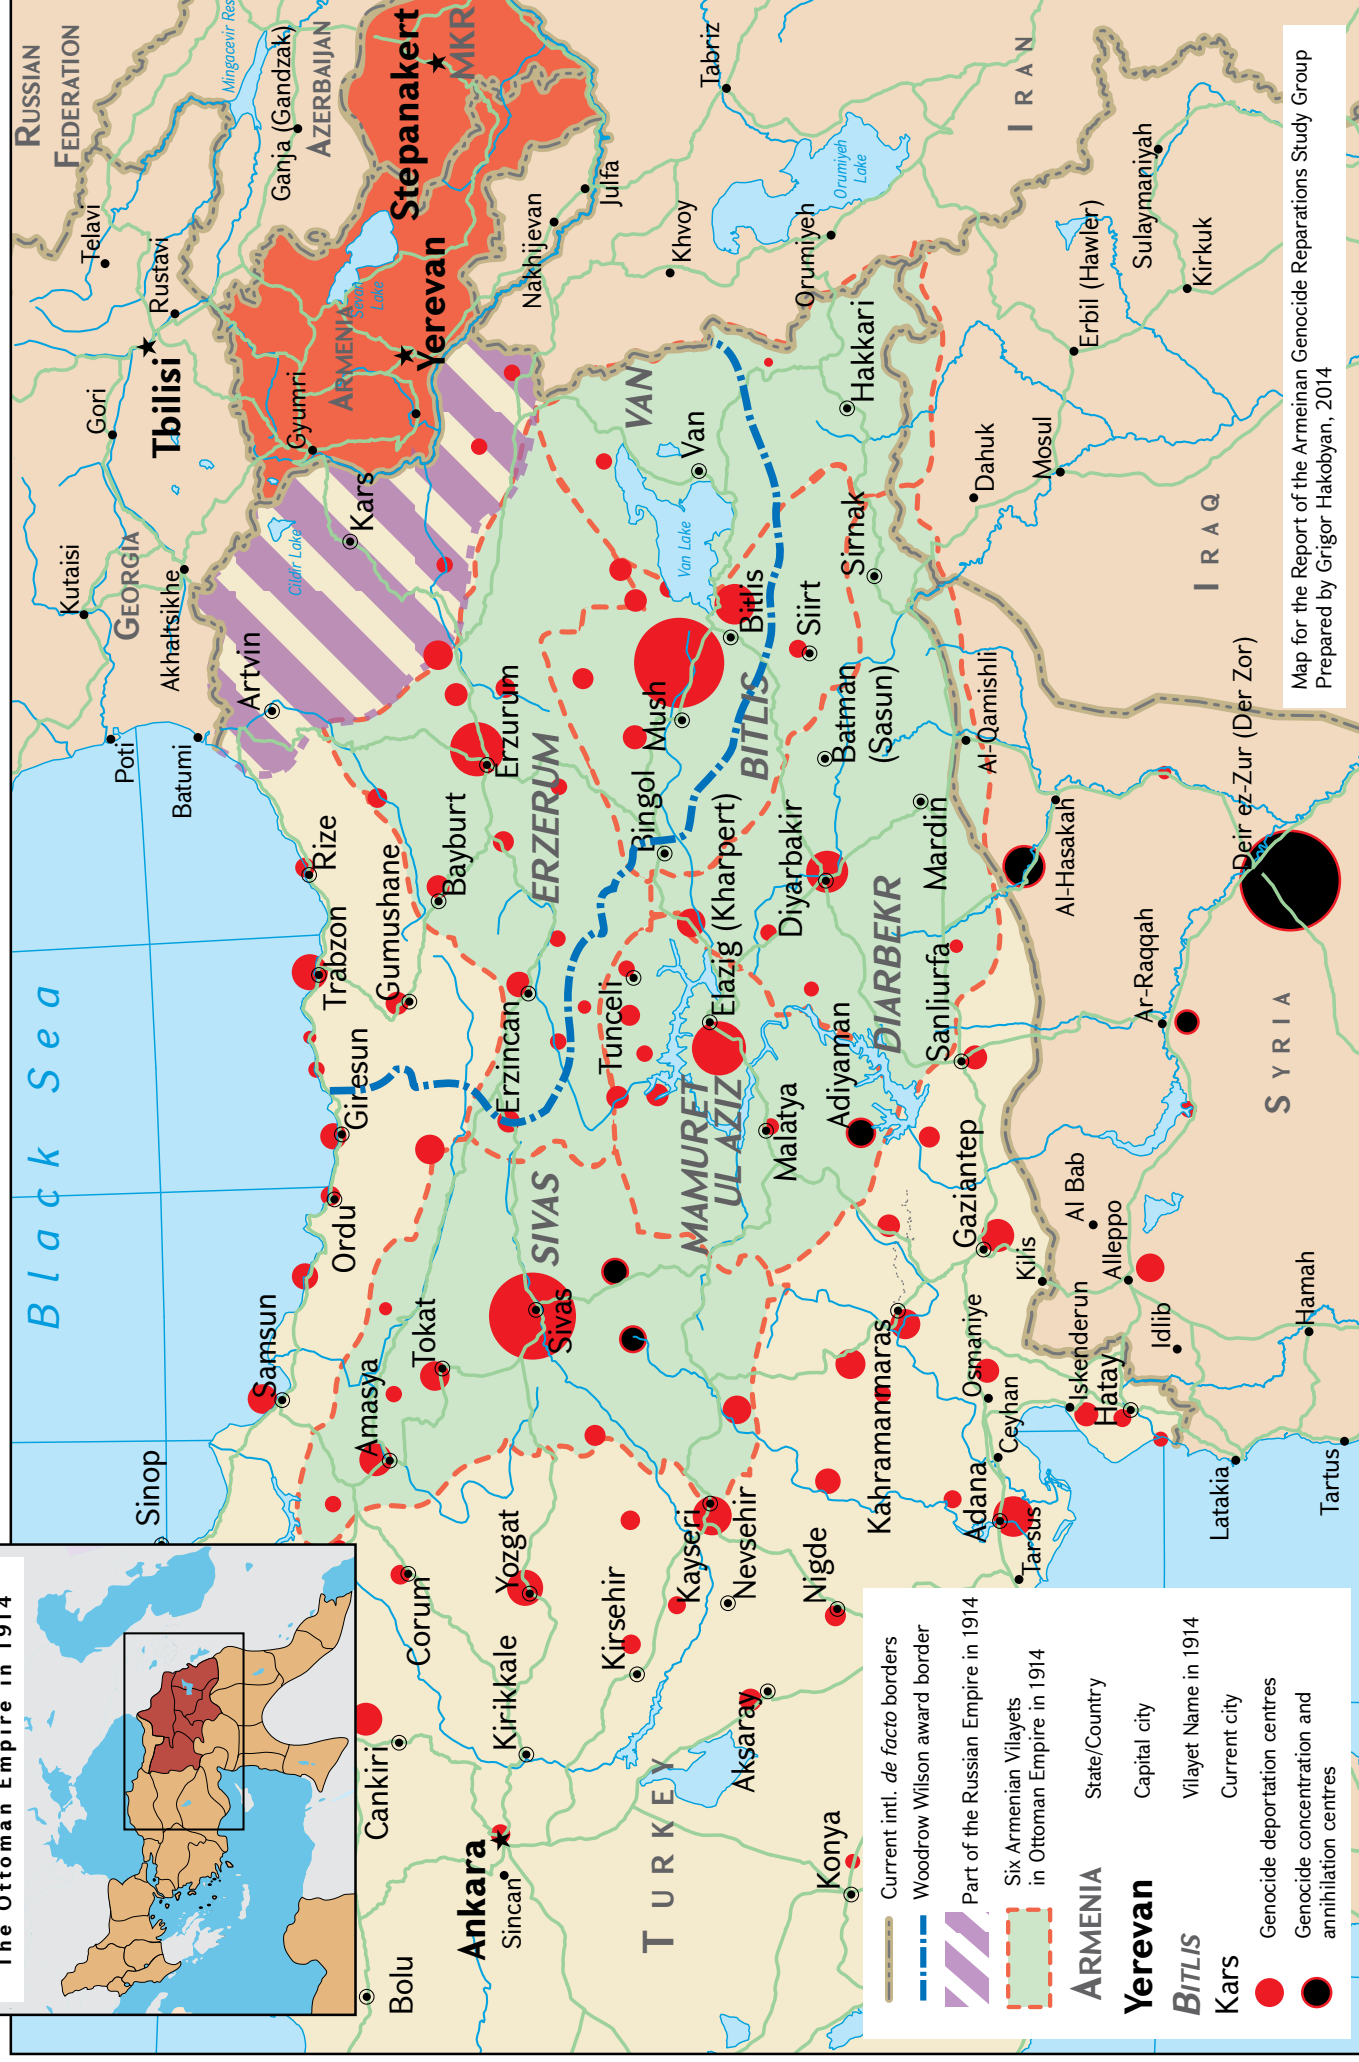 The Ottoman Empire in 1914
Black Sea
RUSSIAN
FEDERATION
GEORGIA
AZERBAIJAN
ARMENIA
MKR
TURKEY
IRAN
IRAQ
SYRIA
Mingacevir Res
Sevan
Lake
Cildir Lake
Van Lake
Orumiyeh
Lake
Sinop
Samsun
Ordu
Giresun
Trabzon
Rize
Batumi
Poti
Kutaisi
Akhaltsikhe
Gori
Tbilisi
Rustavi
Telavi
Ganja (Gandzak)
Stepanakert
Yerevan
Gyumri
Kars
Artvin
Nakhijevan
Julfa
Tabriz
Khvoy
Orumiyeh
Bolu
Cankiri
Corum
Amasya
Tokat
Gumushane
Bayburt
Erzurum
Ankara
Sincan
Kirikkale
Yozgat
Sivas
SIVAS
Erzincan
ERZERUM
VAN
Van
Kirsehir
Kayseri
Nevsehir
Nigde
Aksaray
Konya
MAMURET
UL AZIZ
Malatya
Tunceli
Elazig (Kharpert)
Bingol
Mush
Bitlis
BITLIS
Siirt
Sirnak
Hakkari
Batman
(Sasun)
Diyarbakir
DIARBEKR
Mardin
Adiyaman
Sanliurfa
Kahramanmaras
Gaziantep
Kilis
Osmaniye
Ceyhan
Adana
Tarsus
Iskenderun
Hatay
Alleppo
Al Bab
Idlib
Latakia
Tartus
Hamah
Ar-Raqqah
Al-Hasakah
Al-Qamishli
Deir ez-Zur (Der Zor)
Dahuk
Mosul
Erbil (Hawler)
Sulaymaniyah
Kirkuk
Current intl. de facto borders
Woodrow Wilson award border
Part of the Russian Empire in 1914
Six Armenian Vilayets
in Ottoman Empire in 1914
ARMENIA State/Country
Yerevan Capital city
BITLIS Vilayet Name in 1914
Kars Current city
Genocide deportation centres
Genocide concentration and
annihilation centres
Map for the Report of the Armeinan Genocide Reparations Study Group
Prepared by Grigor Hakobyan, 2014